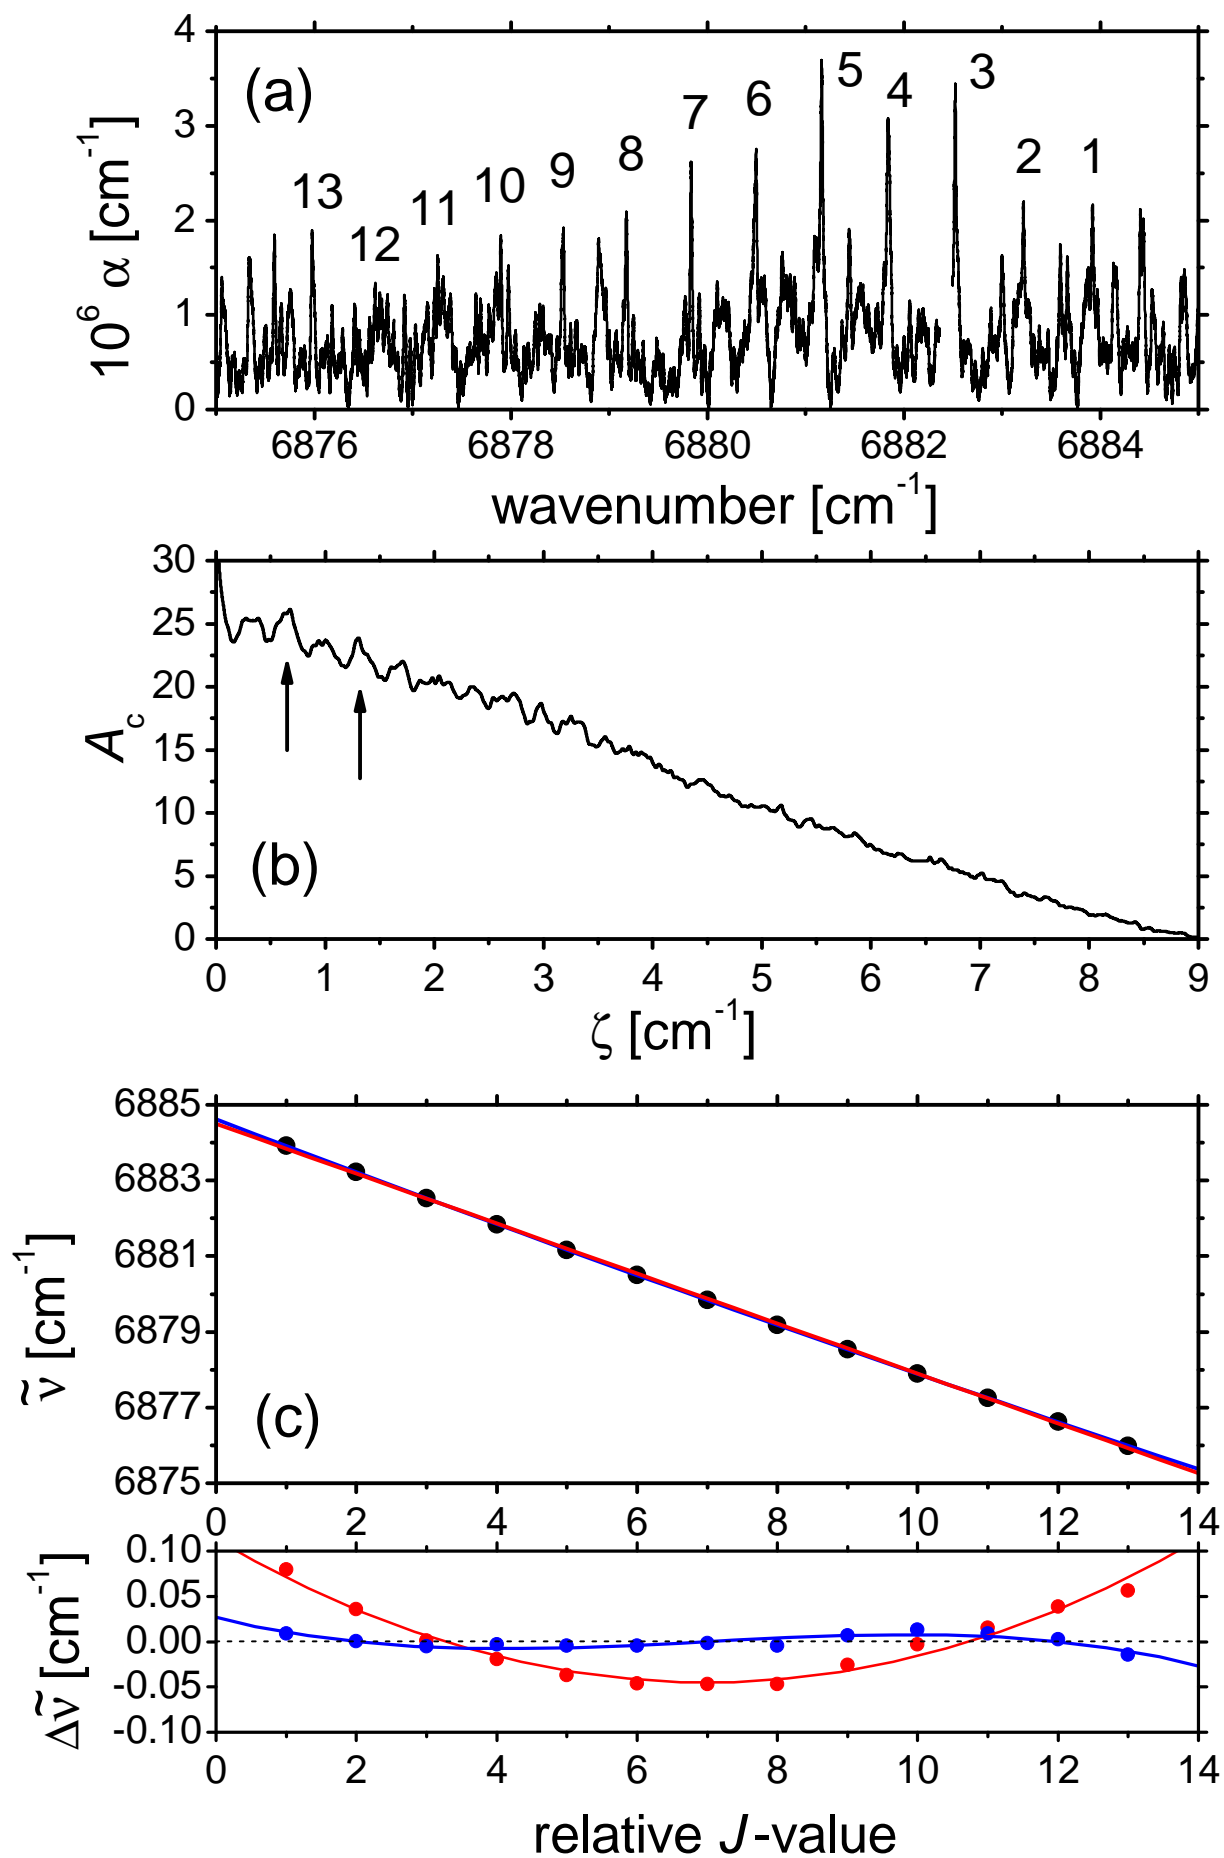 4
3
2
1
0
10⁶ α [cm⁻¹]
(a)
13
12
11
10
9
8
7
6
5
4
3
2
1
6876 6878 6880 6882 6884
wavenumber [cm⁻¹]
30
25
20
15
10
5
0
A_c
(b)
0 1 2 3 4 5 6 7 8 9
ζ [cm⁻¹]
6885
6883
6881
6879
6877
6875
ν̃ [cm⁻¹]
(c)
0 2 4 6 8 10 12 14
0.10
0.05
0.00
-0.05
-0.10
Δν̃ [cm⁻¹]
0 2 4 6 8 10 12 14
relative J-value